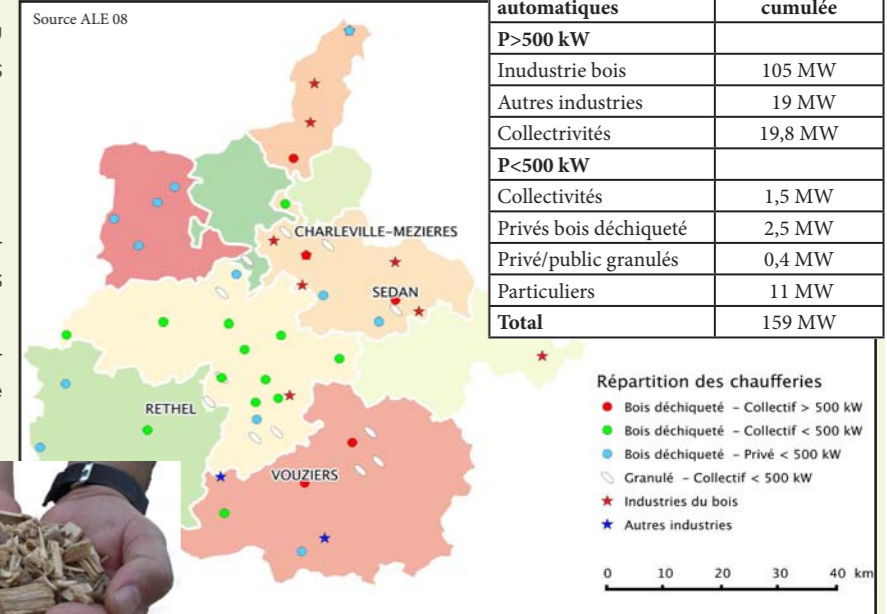 Source ALE 08
automatiques cumulée
P>500 kW
Inudustrie bois 105 MW
Autres industries 19 MW
Collectrivités 19,8 MW
P<500 kW
Collectivités 1,5 MW
Privés bois déchiqueté 2,5 MW
Privé/public granulés 0,4 MW
Particuliers 11 MW
Total 159 MW
CHARLEVILLE-MEZIERES
SEDAN
RETHEL
VOUZIERS
Répartition des chaufferies
Bois déchiqueté - Collectif > 500 kW
Bois déchiqueté - Collectif < 500 kW
Bois déchiqueté - Privé < 500 kW
Granulé - Collectif < 500 kW
Industries du bois
Autres industries
0 10 20 30 40 km